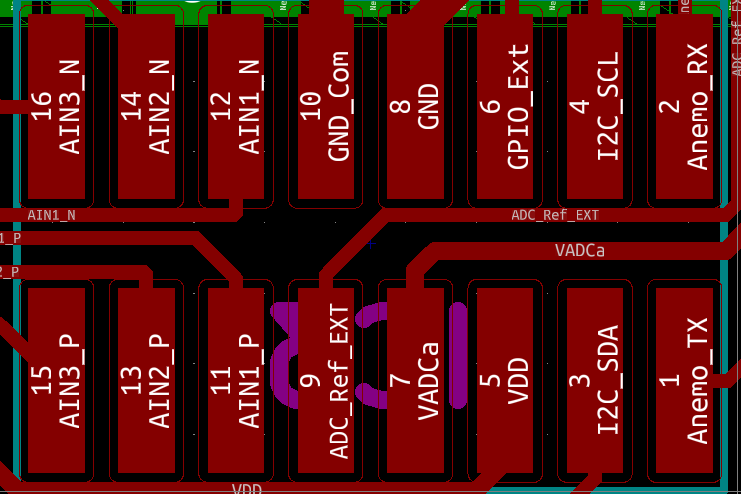 16 AIN3_N
14 AIN2_N
12 AIN1_N
10 GND_Com
8 GND
6 GPIO_Ext
4 I2C_SCL
2 Anemo_RX
AIN1_N
ADC_Ref_EXT
1_P
VADCa
2_P
15 AIN3_P
13 AIN2_P
11 AIN1_P
9 ADC_Ref_EXT
7 VADCa
5 VDD
3 I2C_SDA
1 Anemo_TX
VDD